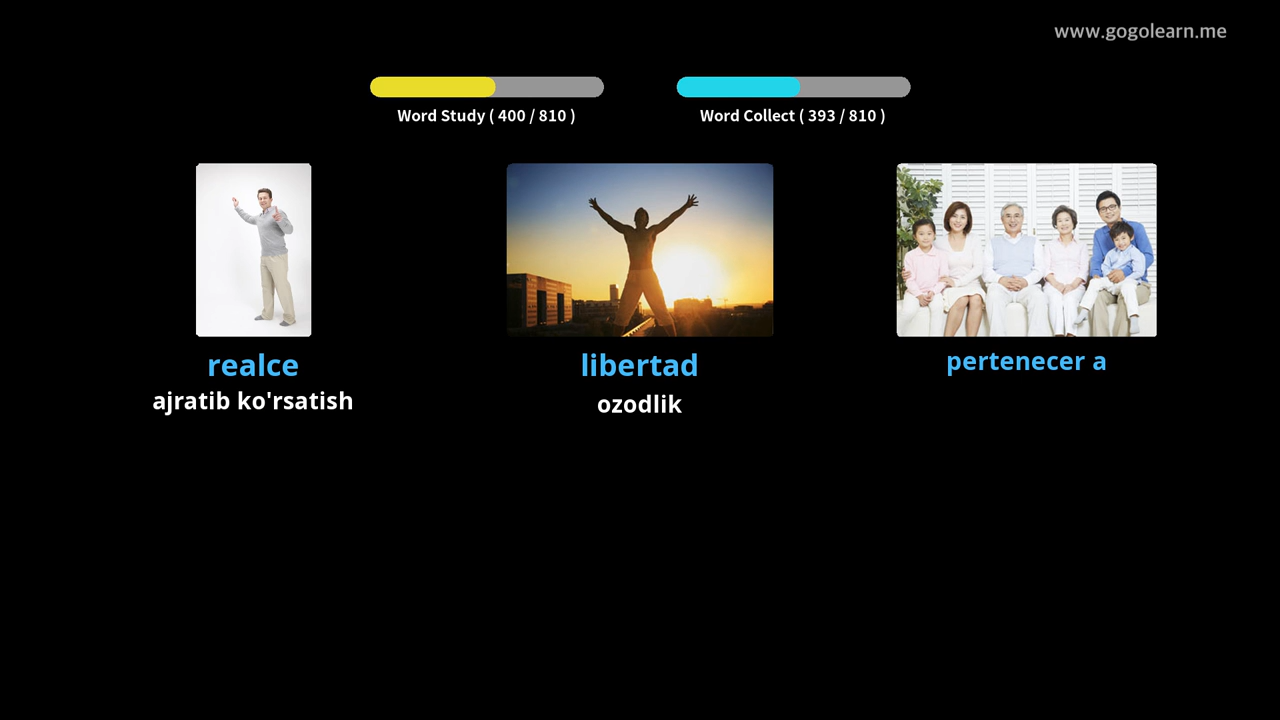 www.gogolearn.me
Word Study ( 400 / 810 )
Word Collect ( 393 / 810 )
realce
ajratib ko'rsatish
libertad
ozodlik
pertenecer a